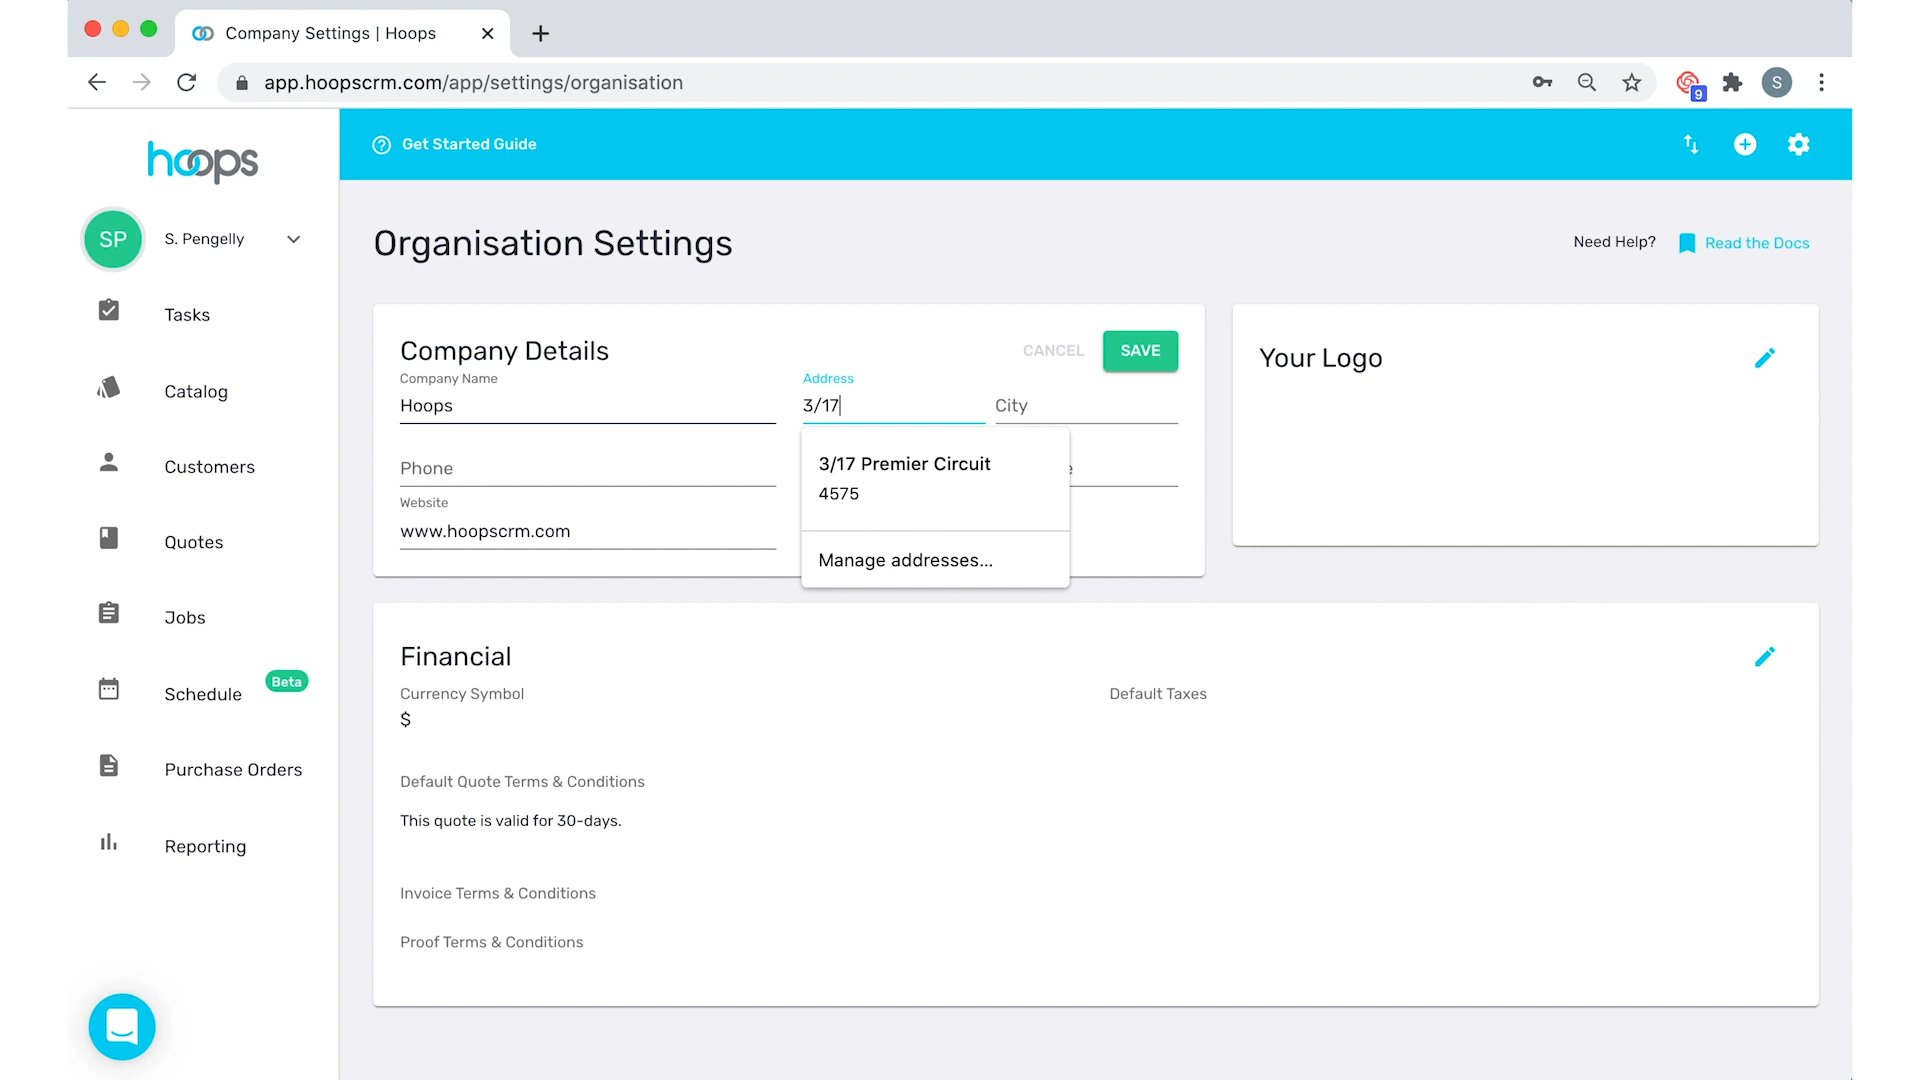 Company Settings | Hoops
app.hoopscrm.com/app/settings/organisation
9
S
hoops
Get Started Guide
SP
S. Pengelly
Organisation Settings
Need Help?
Read the Docs
Tasks
Catalog
Customers
Quotes
Jobs
Schedule
Beta
Purchase Orders
Reporting
Company Details
CANCEL
SAVE
Company Name
Hoops
Address
3/17
City
Phone
Website
www.hoopscrm.com
3/17 Premier Circuit
4575
Manage addresses...
Your Logo
Financial
Currency Symbol
$
Default Taxes
Default Quote Terms & Conditions
This quote is valid for 30-days.
Invoice Terms & Conditions
Proof Terms & Conditions